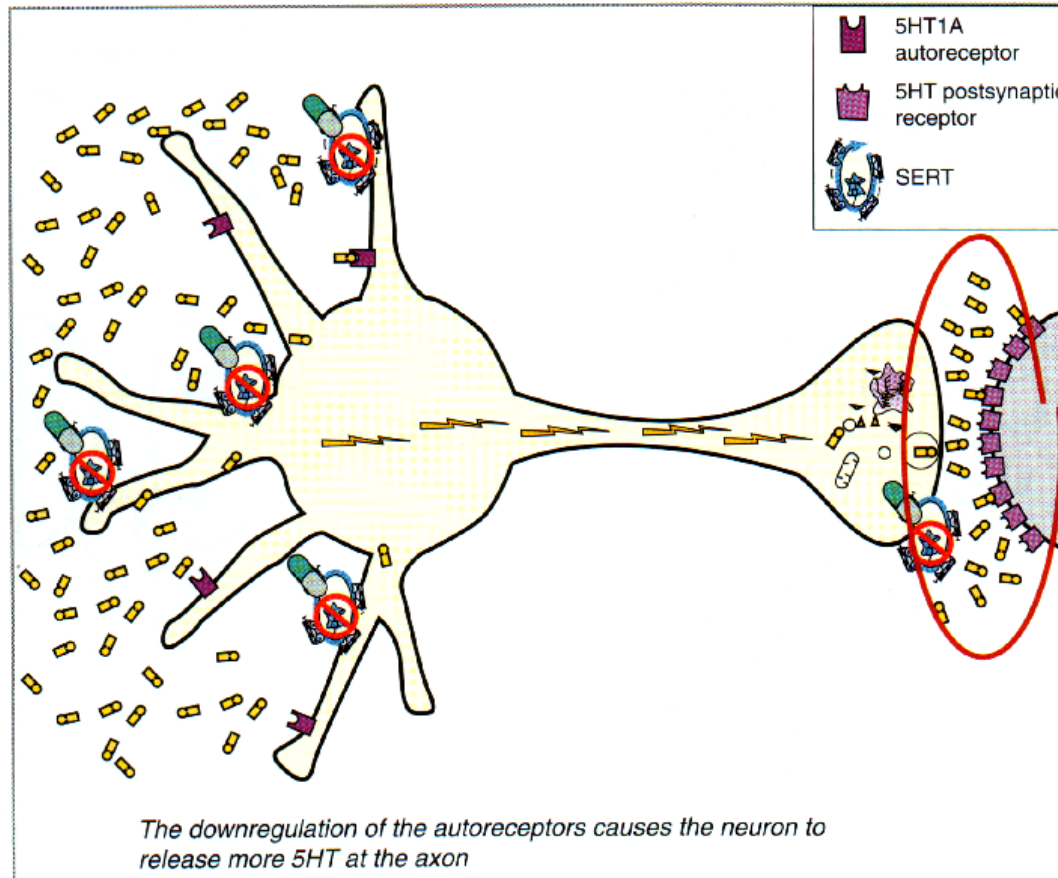 5HT1A
autoreceptor
5HT postsynaptic
receptor
SERT
The downregulation of the autoreceptors causes the neuron to
release more 5HT at the axon